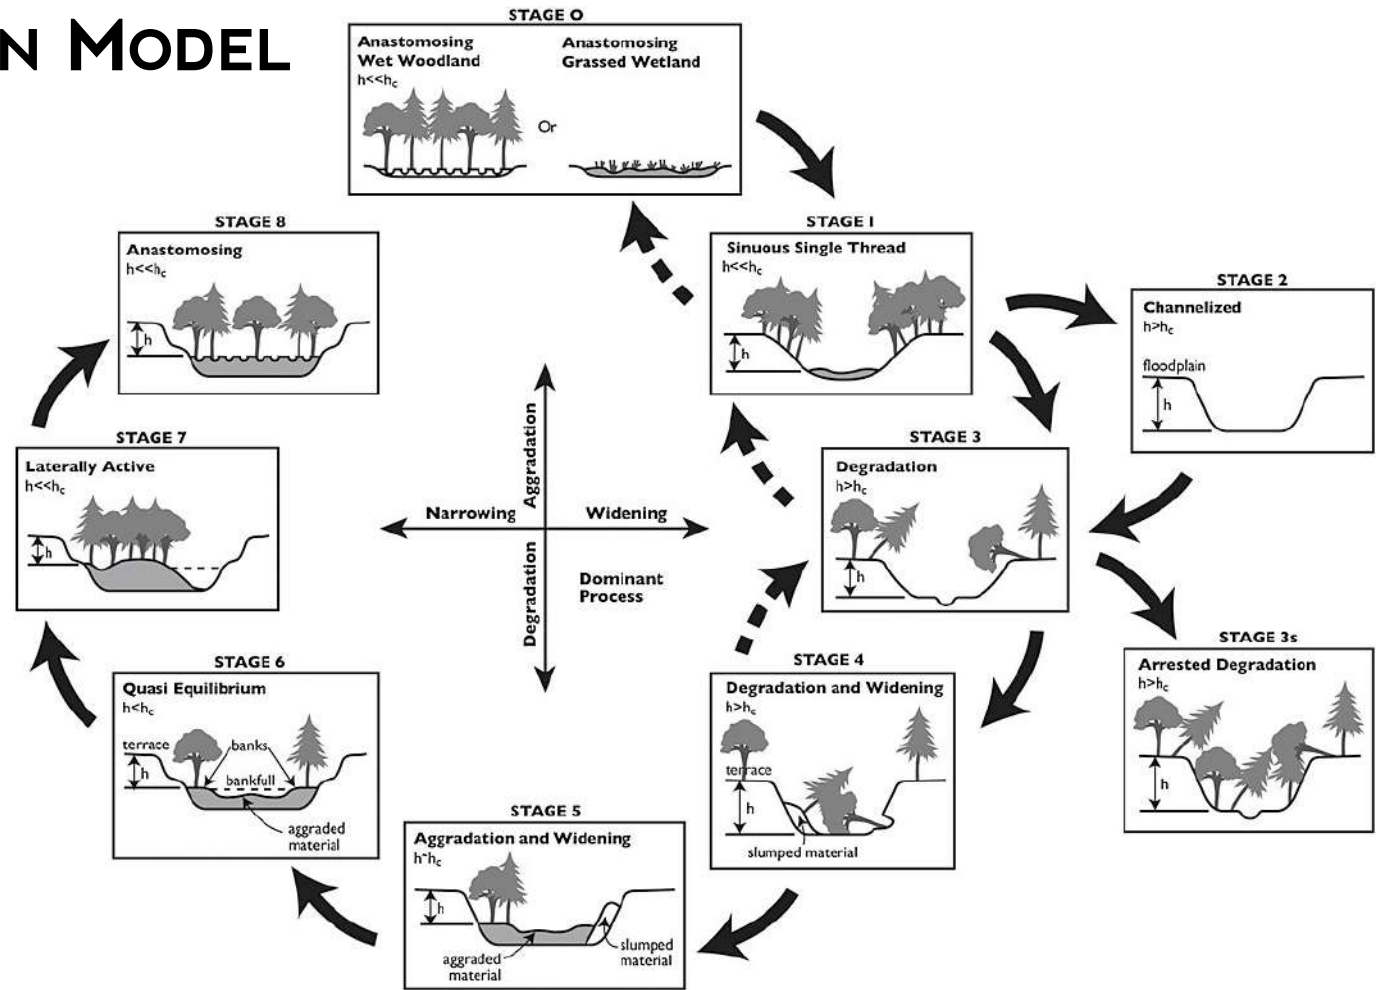 N MODEL
STAGE O
Anastomosing
Wet Woodland
h<<hc
Or
Anastomosing
Grassed Wetland
STAGE I
Sinuous Single Thread
h<<hc
h
STAGE 2
Channelized
h>hc
floodplain
h
STAGE 3
Degradation
h>hc
h
STAGE 3s
Arrested Degradation
h>hc
h
STAGE 4
Degradation and Widening
h>hc
terrace
h
slumped material
STAGE 5
Aggradation and Widening
h~hc
h
aggraded
material
slumped
material
STAGE 6
Quasi Equilibrium
h<hc
terrace
banks
h
bankfull
aggraded
material
STAGE 7
Laterally Active
h<<hc
h
STAGE 8
Anastomosing
h<<hc
h
Aggradation
Narrowing
Widening
Degradation
Dominant
Process